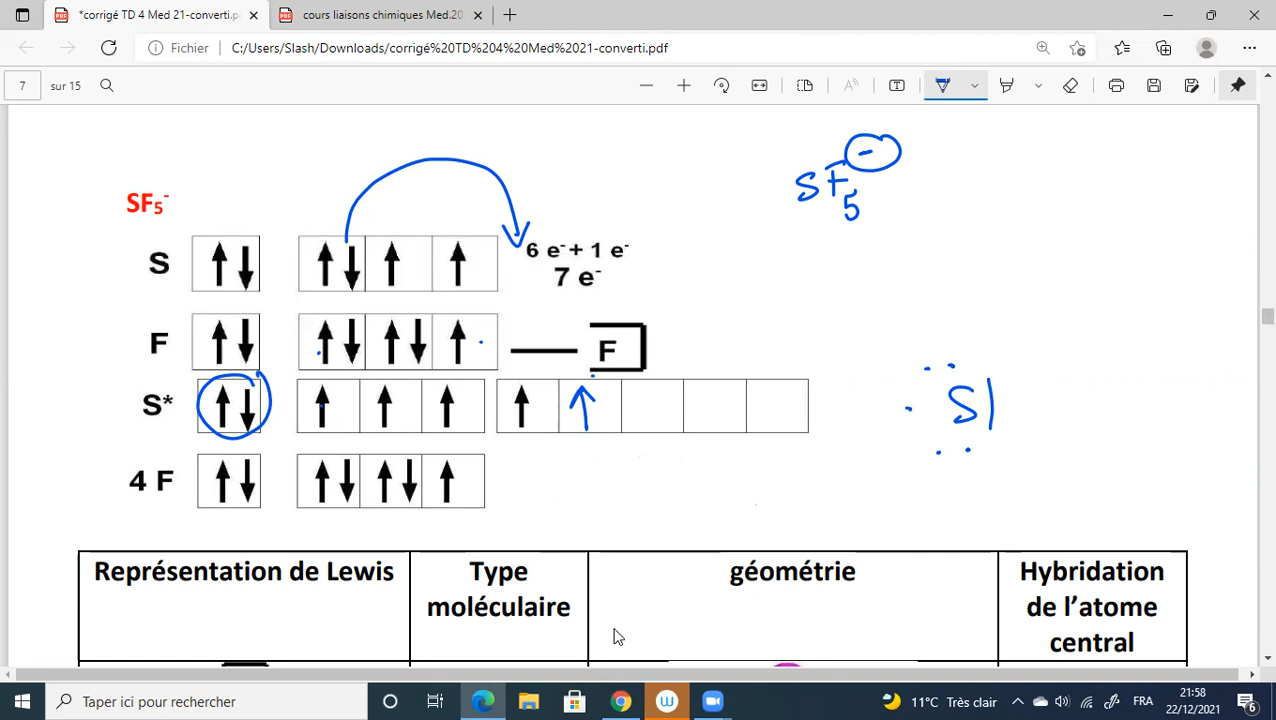 *corrigé TD 4 Med 21-converti.pc
cours liaisons chimiques Med.20
Fichier
C:/Users/Slash/Downloads/corrigé%20TD%204%20Med%2021-converti.pdf
7 sur 15
SF5-
SF5-
S
6 e- + 1 e-
7 e-
F
F
S*
S
4 F
Représentation de Lewis
Type moléculaire
géométrie
Hybridation de l’atome central
Taper ici pour rechercher
W
11°C Très clair
FRA
21:58
22/12/2021
6